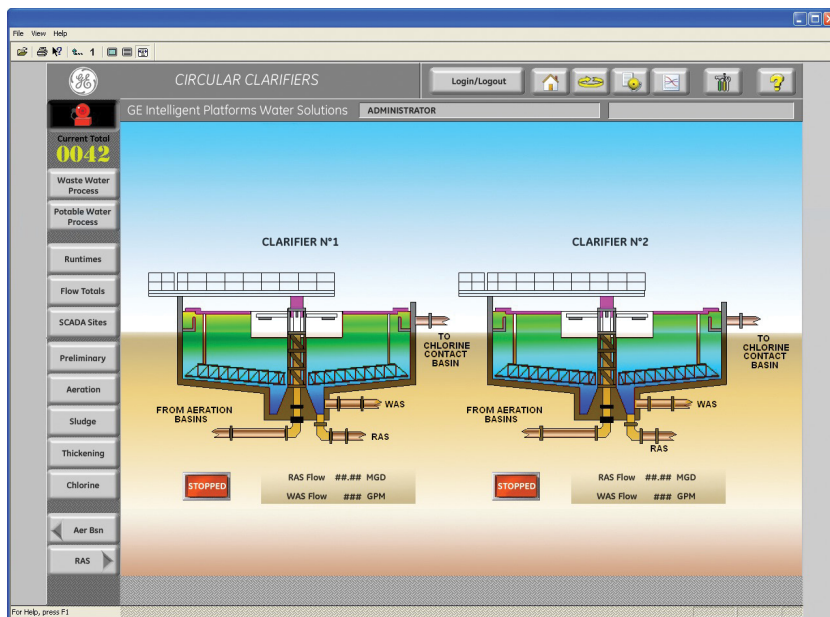 File View Help
1
CIRCULAR CLARIFIERS
Login/Logout
GE Intelligent Platforms Water Solutions
ADMINISTRATOR
Current Total
0042
Waste Water
Process
Potable Water
Process
Runtimes
Flow Totals
SCADA Sites
Preliminary
Aeration
Sludge
Thickening
Chlorine
Aer Bsn
RAS
CLARIFIER N°1
TO
CHLORINE
CONTACT
BASIN
FROM AERATION
BASINS
WAS
RAS
STOPPED
RAS Flow ##.## MGD
WAS Flow ### GPM
CLARIFIER N°2
TO
CHLORINE
CONTACT
BASIN
FROM AERATION
BASINS
WAS
RAS
STOPPED
RAS Flow ##.## MGD
WAS Flow ### GPM
For Help, press F1